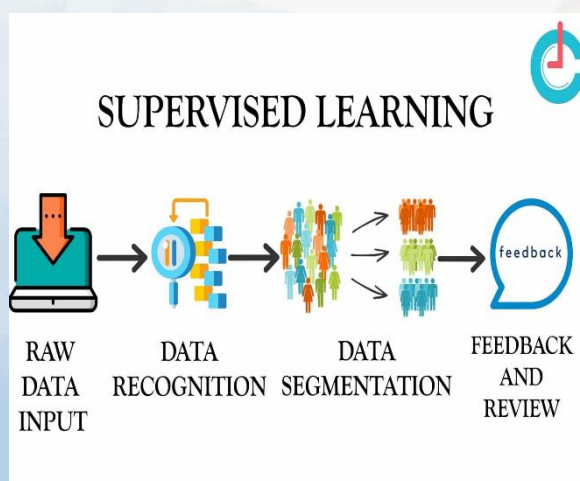 SUPERVISED LEARNING
feedback
RAW
DATA
INPUT
DATA
RECOGNITION
DATA
SEGMENTATION
FEEDBACK
AND
REVIEW